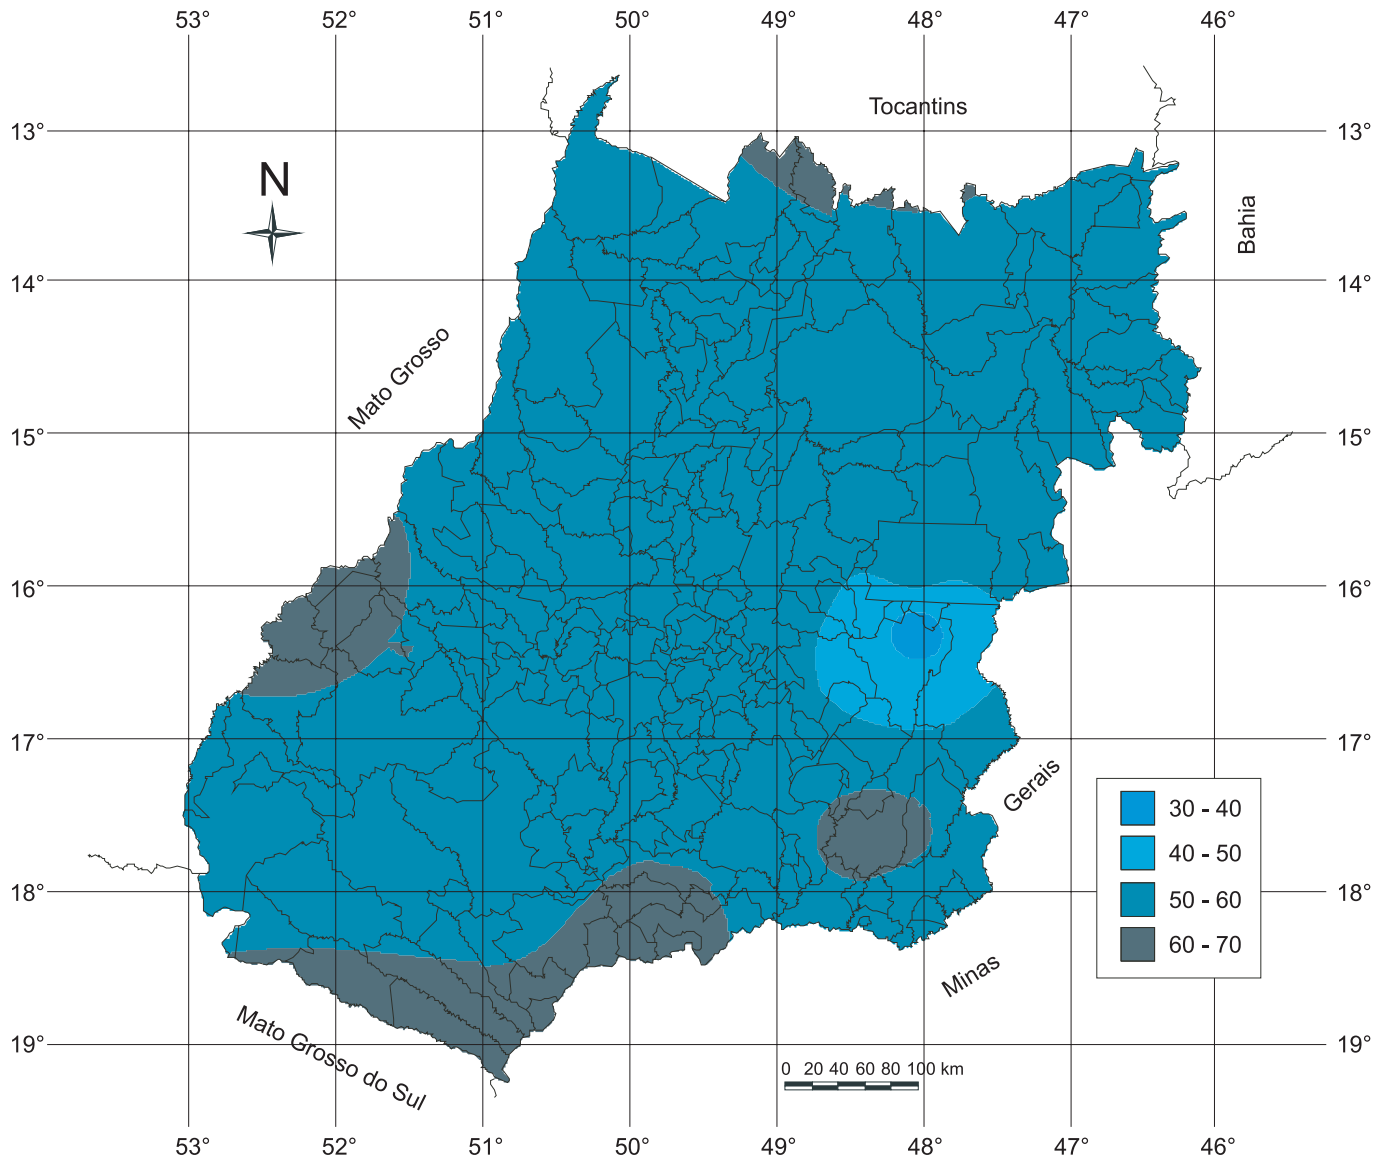 53° 52° 51° 50° 49° 48° 47° 46°
Tocantins
13° 13°
N
Bahia
14° 14°
Mato Grosso
15° 15°
16° 16°
17° 17°
Gerais
30 - 40
40 - 50
18° 18°
50 - 60
60 - 70
Minas
Mato Grosso do Sul
19° 19°
0 20 40 60 80 100 km
53° 52° 51° 50° 49° 48° 47° 46°